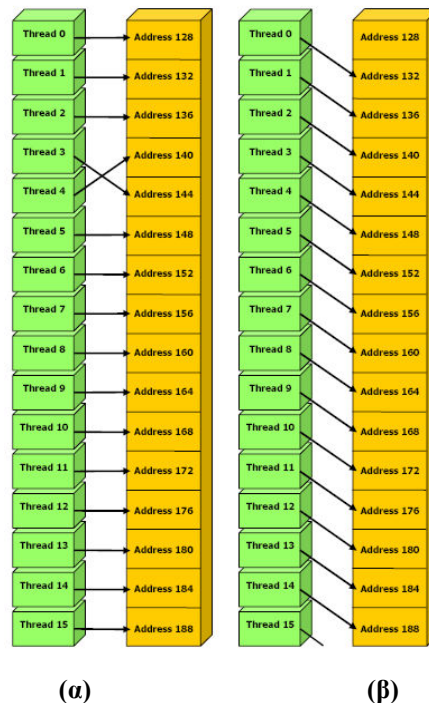 Thread 0 Address 128 Thread 0 Address 128
Thread 1 Address 132 Thread 1 Address 132
Thread 2 Address 136 Thread 2 Address 136
Thread 3 Address 140 Thread 3 Address 140
Thread 4 Address 144 Thread 4 Address 144
Thread 5 Address 148 Thread 5 Address 148
Thread 6 Address 152 Thread 6 Address 152
Thread 7 Address 156 Thread 7 Address 156
Thread 8 Address 160 Thread 8 Address 160
Thread 9 Address 164 Thread 9 Address 164
Thread 10 Address 168 Thread 10 Address 168
Thread 11 Address 172 Thread 11 Address 172
Thread 12 Address 176 Thread 12 Address 176
Thread 13 Address 180 Thread 13 Address 180
Thread 14 Address 184 Thread 14 Address 184
Thread 15 Address 188 Thread 15 Address 188
(α) (β)